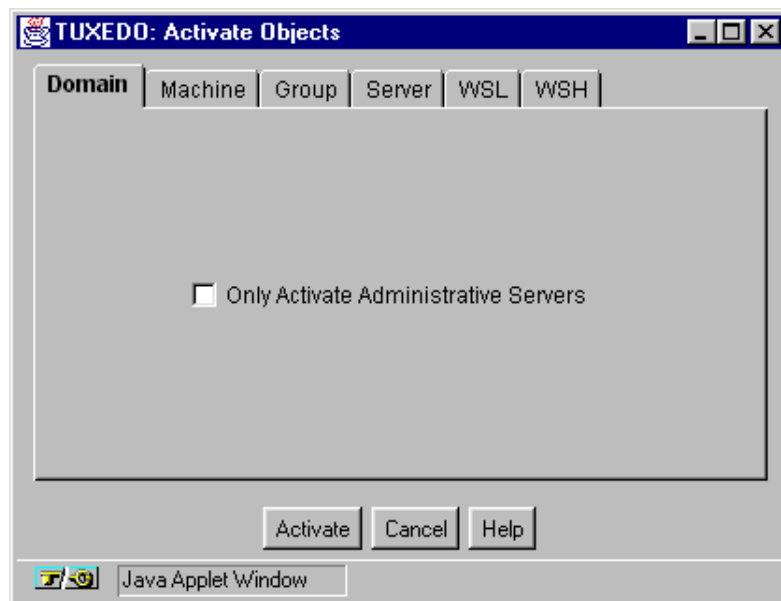 TUXEDO: Activate Objects
Domain Machine Group Server WSL WSH
Only Activate Administrative Servers
Activate Cancel Help
Java Applet Window